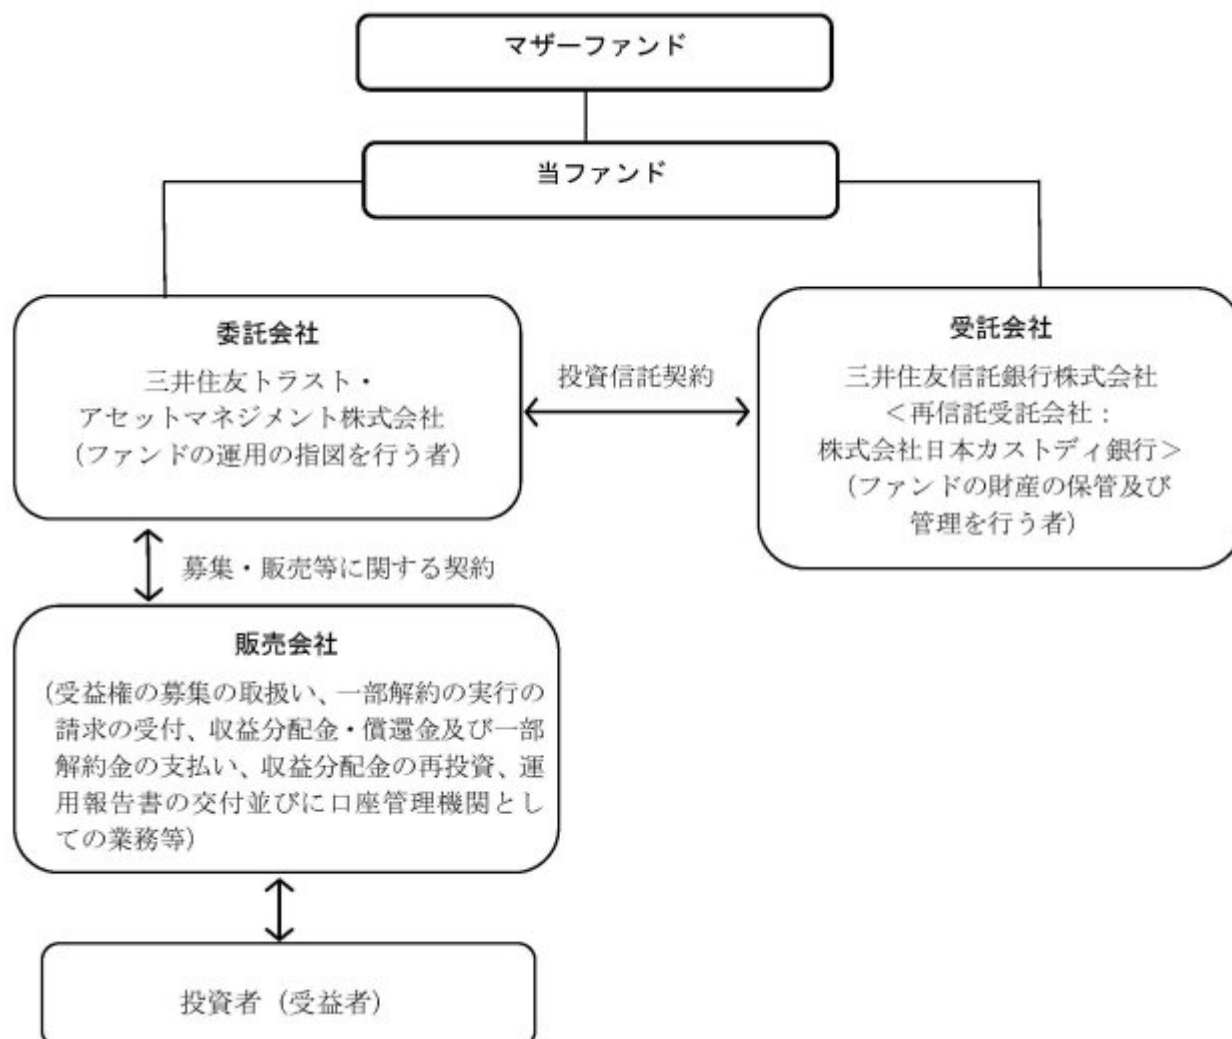 マザーファンド
当ファンド
委託会社
三井住友トラスト・
アセットマネジメント株式会社
（ファンドの運用の指図を行う者）
投資信託契約
受託会社
三井住友信託銀行株式会社
＜再信託受託会社：
株式会社日本カストディ銀行＞
（ファンドの財産の保管及び
管理を行う者）
募集・販売等に関する契約
販売会社
（受益権の募集の取扱い、一部解約の実行の
請求の受付、収益分配金・償還金及び一部
解約金の支払い、収益分配金の再投資、運
用報告書の交付並びに口座管理機関とし
ての業務等）
投資者（受益者）